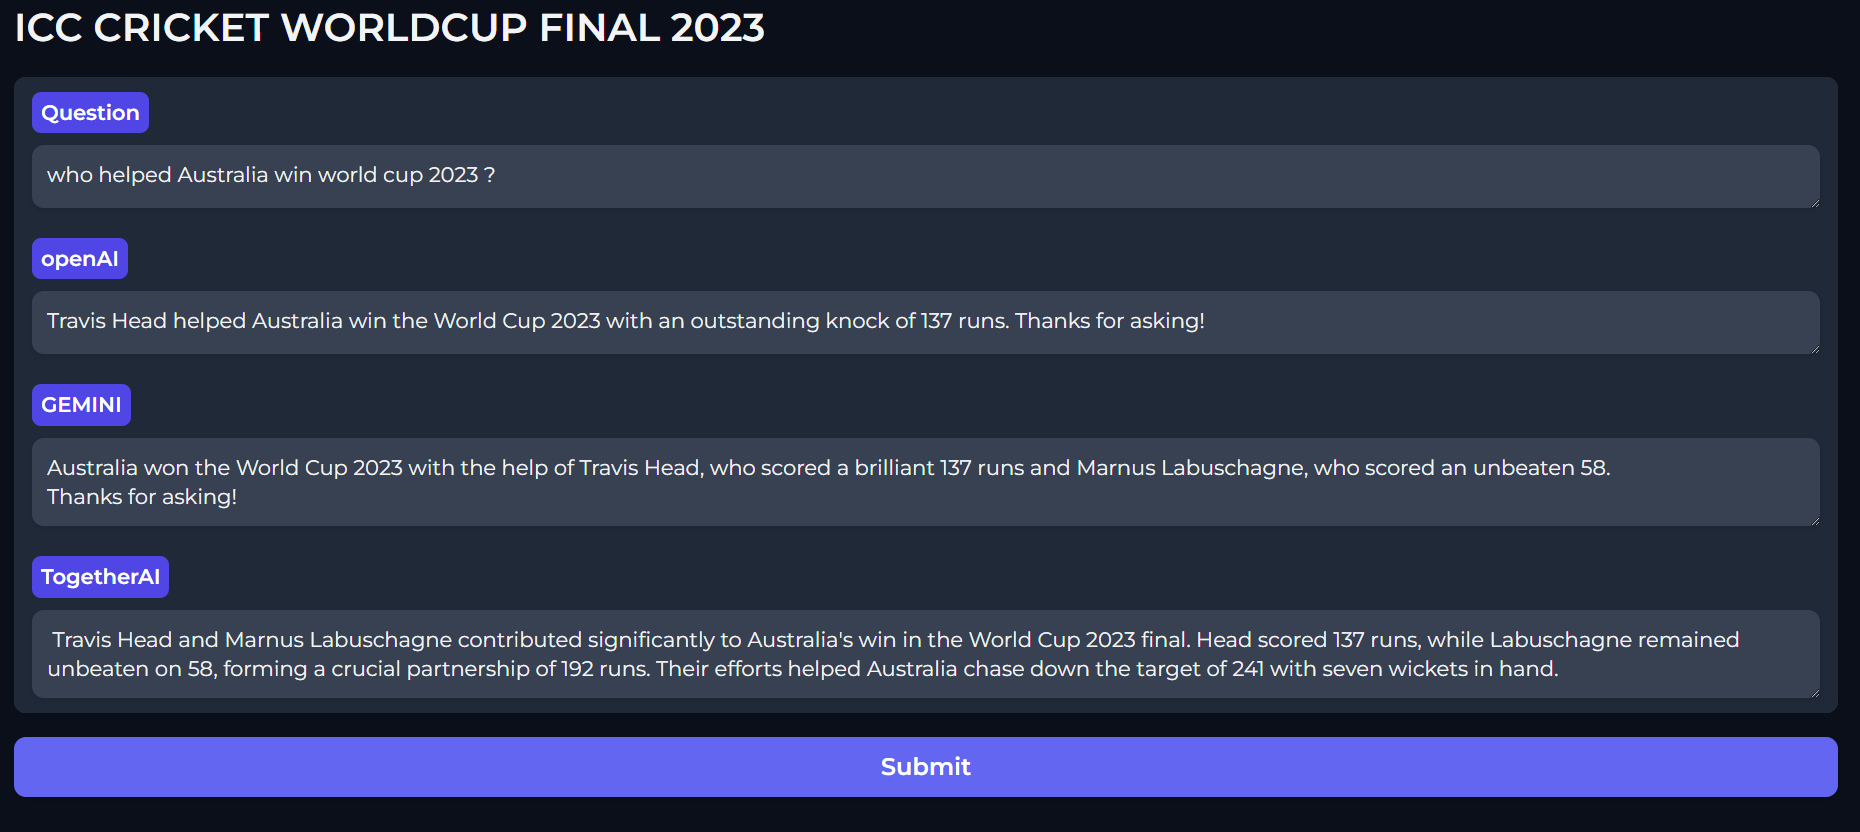 ICC CRICKET WORLDCUP FINAL 2023
Question
who helped Australia win world cup 2023 ?
openAI
Travis Head helped Australia win the World Cup 2023 with an outstanding knock of 137 runs. Thanks for asking!
GEMINI
Australia won the World Cup 2023 with the help of Travis Head, who scored a brilliant 137 runs and Marnus Labuschagne, who scored an unbeaten 58.
Thanks for asking!
TogetherAI
Travis Head and Marnus Labuschagne contributed significantly to Australia's win in the World Cup 2023 final. Head scored 137 runs, while Labuschagne remained
unbeaten on 58, forming a crucial partnership of 192 runs. Their efforts helped Australia chase down the target of 241 with seven wickets in hand.
Submit